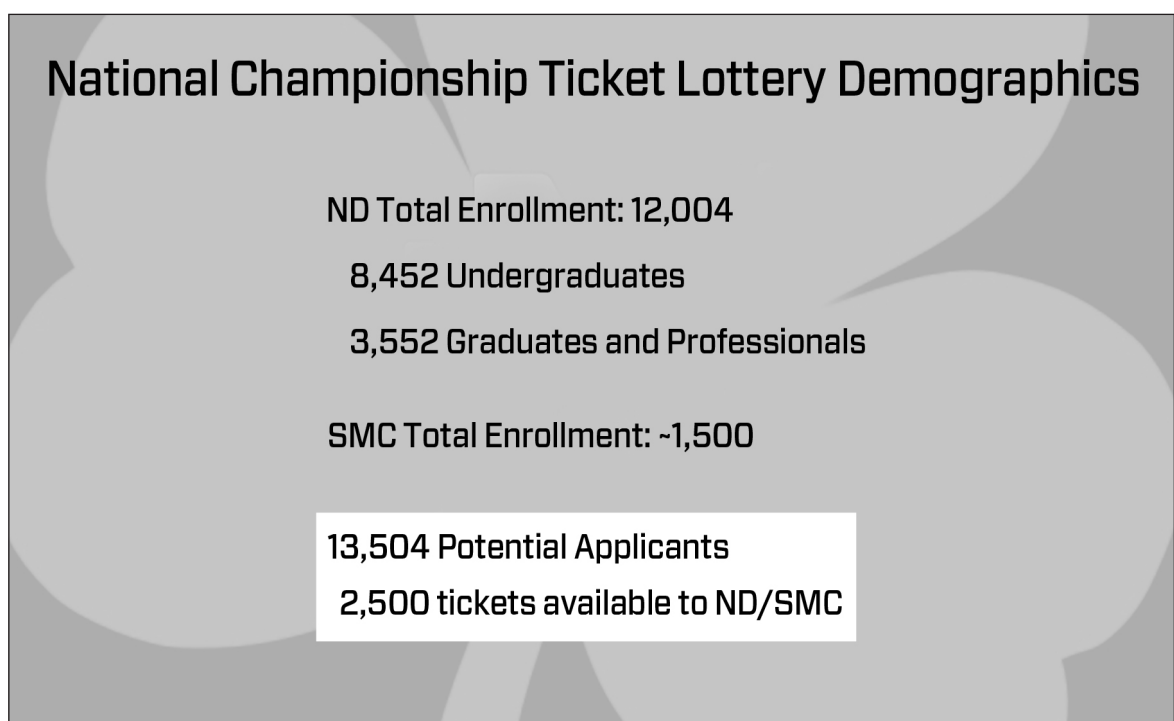 National Championship Ticket Lottery Demographics
ND Total Enrollment: 12,004
8,452 Undergraduates
3,552 Graduates and Professionals
SMC Total Enrollment: ~1,500
13,504 Potential Applicants
2,500 tickets available to ND/SMC